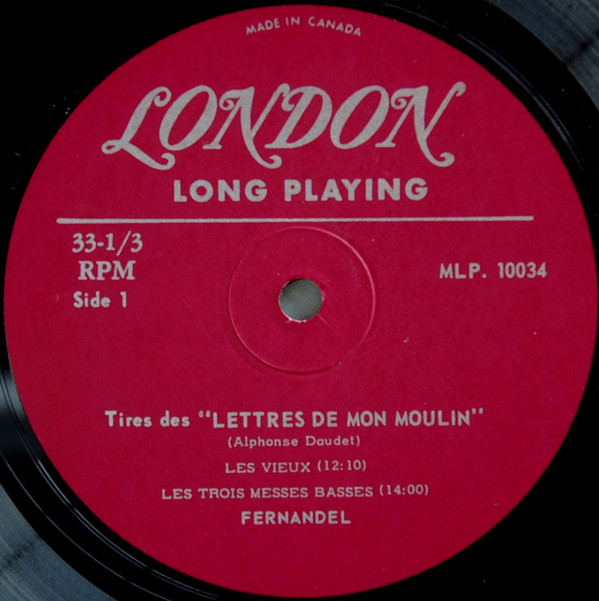 MADE IN CANADA
LONDON
LONG PLAYING
33-1/3
RPM
Side 1
MLP. 10034
Tires des "LETTRES DE MON MOULIN"
(Alphonse Daudet)
LES VIEUX (12:10)
LES TROIS MESSES BASSES (14:00)
FERNANDEL